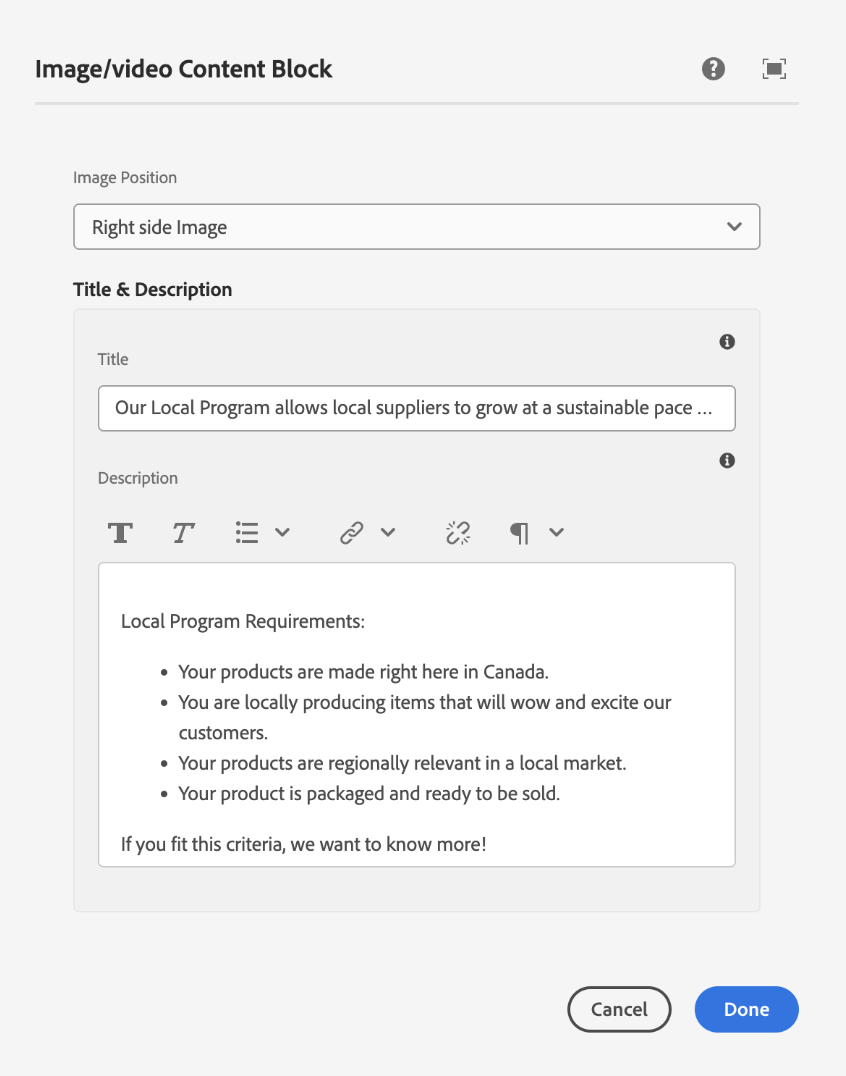 Image/video Content Block
Image Position
Right side Image
Title & Description
Title
Our Local Program allows local suppliers to grow at a sustainable pace ...
Description
Local Program Requirements:
• Your products are made right here in Canada.
• You are locally producing items that will wow and excite our
customers.
• Your products are regionally relevant in a local market.
• Your product is packaged and ready to be sold.
If you fit this criteria, we want to know more!
Cancel
Done